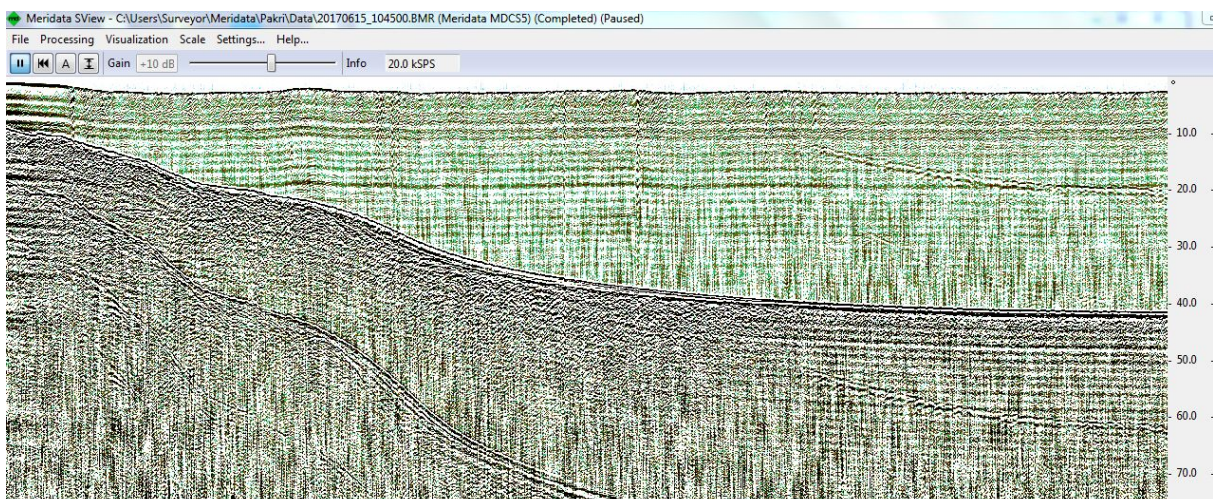 Meridata SView - C:\Users\Surveyor\Meridata\Pakri\Data\20170615_104500.BMR (Meridata MDCS5) (Completed) (Paused)
File Processing Visualization Scale Settings... Help...
A Gain +10 dB Info 20.0 kSPS
10.0
20.0
30.0
40.0
50.0
60.0
70.0